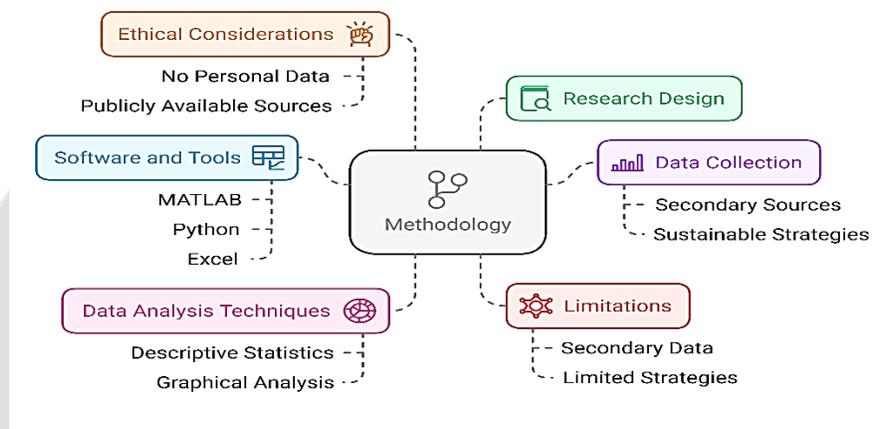 Ethical Considerations
No Personal Data
Publicly Available Sources
Software and Tools
MATLAB
Python
Excel
Data Analysis Techniques
Descriptive Statistics
Graphical Analysis
Methodology
Research Design
Data Collection
Secondary Sources
Sustainable Strategies
Limitations
Secondary Data
Limited Strategies